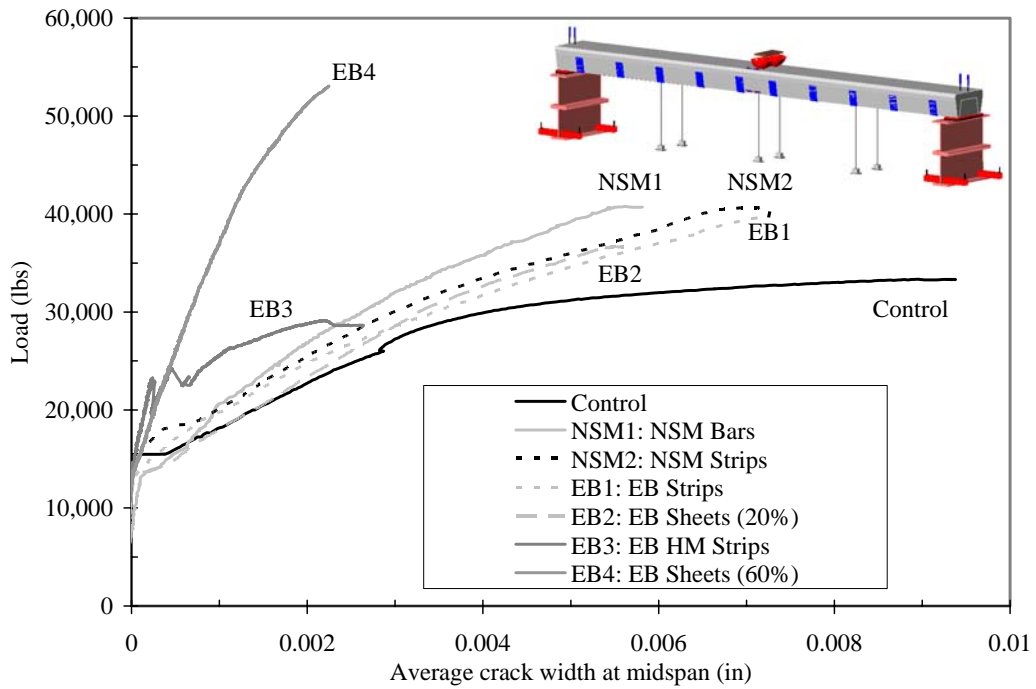 60,000
50,000
40,000
30,000
20,000
10,000
0
Load (lbs)
EB4
NSM1
NSM2
EB1
EB2
EB3
Control
Control
NSM1: NSM Bars
NSM2: NSM Strips
EB1: EB Strips
EB2: EB Sheets (20%)
EB3: EB HM Strips
EB4: EB Sheets (60%)
0
0.002
0.004
0.006
0.008
0.01
Average crack width at midspan (in)